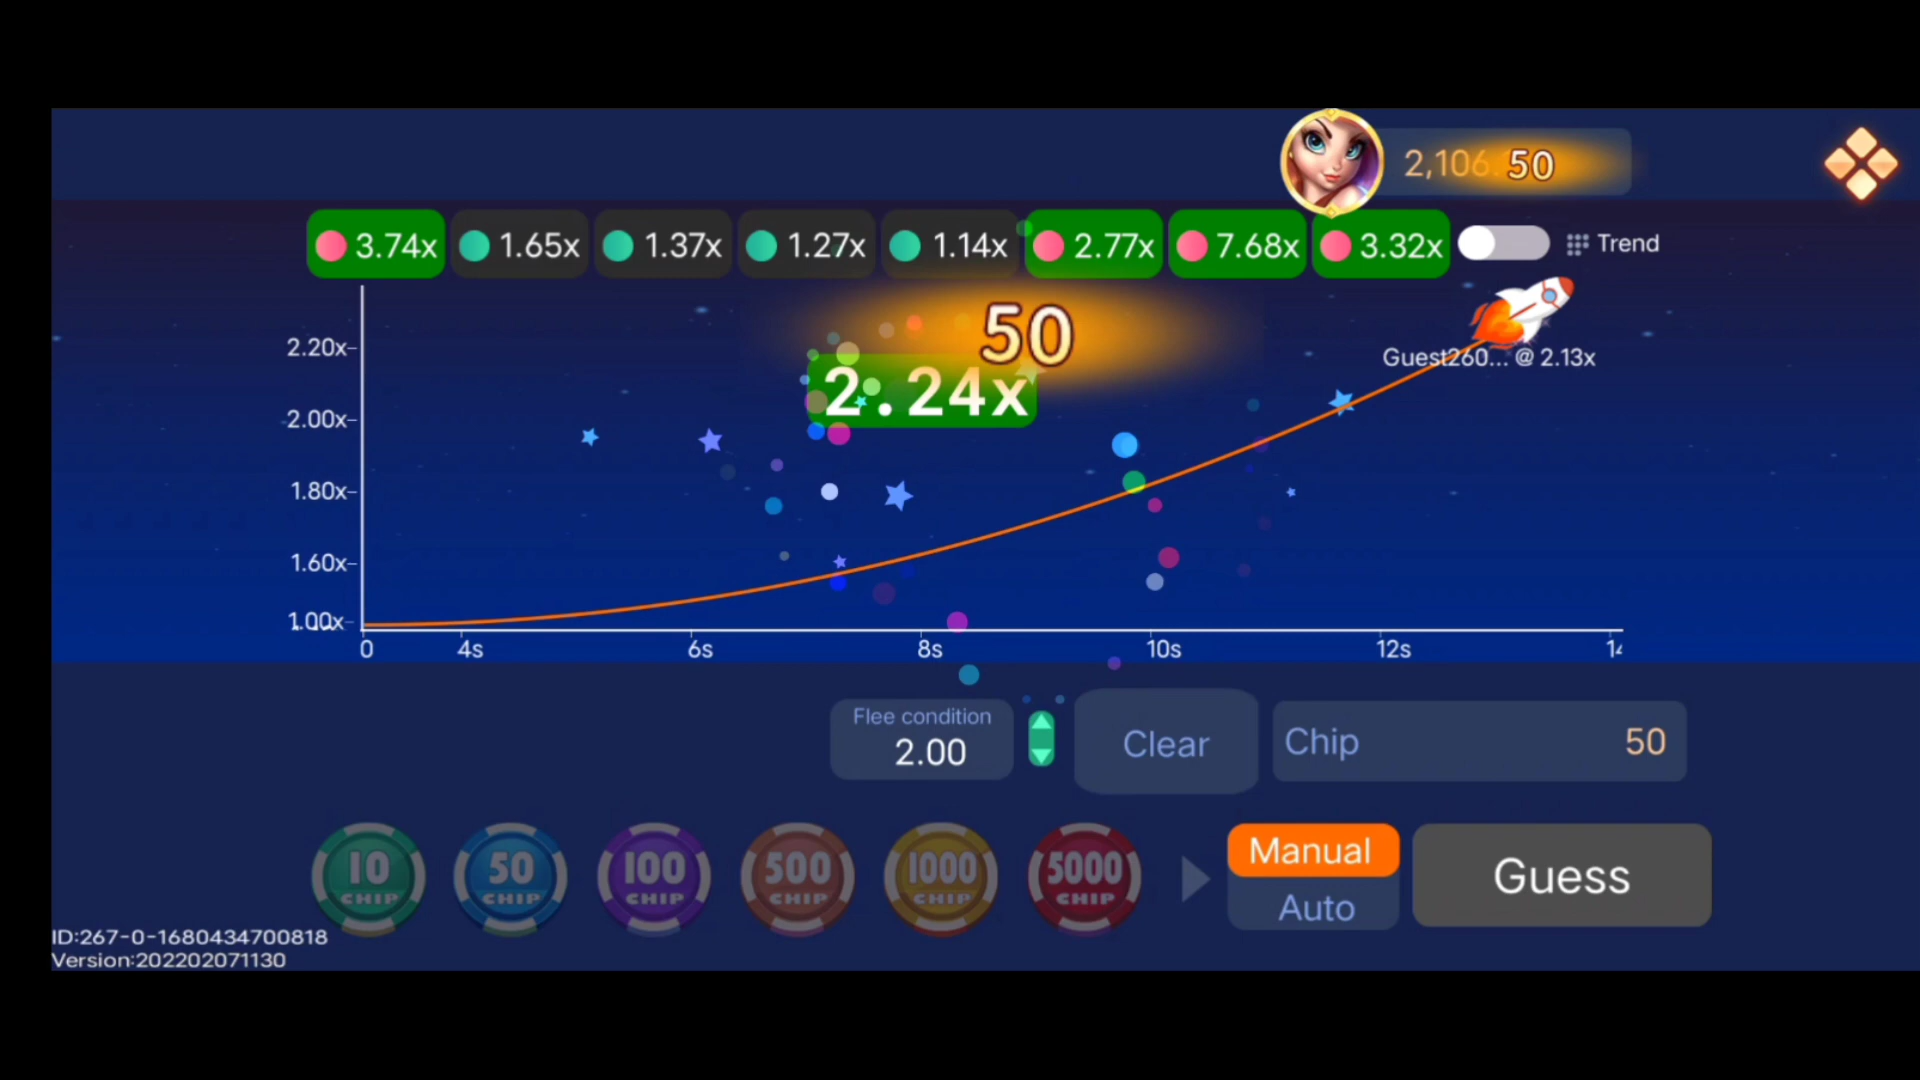 2,106. 50
3.74x 1.65x 1.37x 1.27x 1.14x 2.77x 7.68x 3.32x Trend
50
2.24x
Guest260... @ 2.13x
2.20x
2.00x
1.80x
1.60x
1.00x
0 4s 6s 8s 10s 12s
Flee condition
2.00
Clear
Chip 50
10 CHIP
50 CHIP
100 CHIP
500 CHIP
1000 CHIP
5000 CHIP
Manual
Auto
Guess
ID:267-0-1680434700818
Version:202202071130